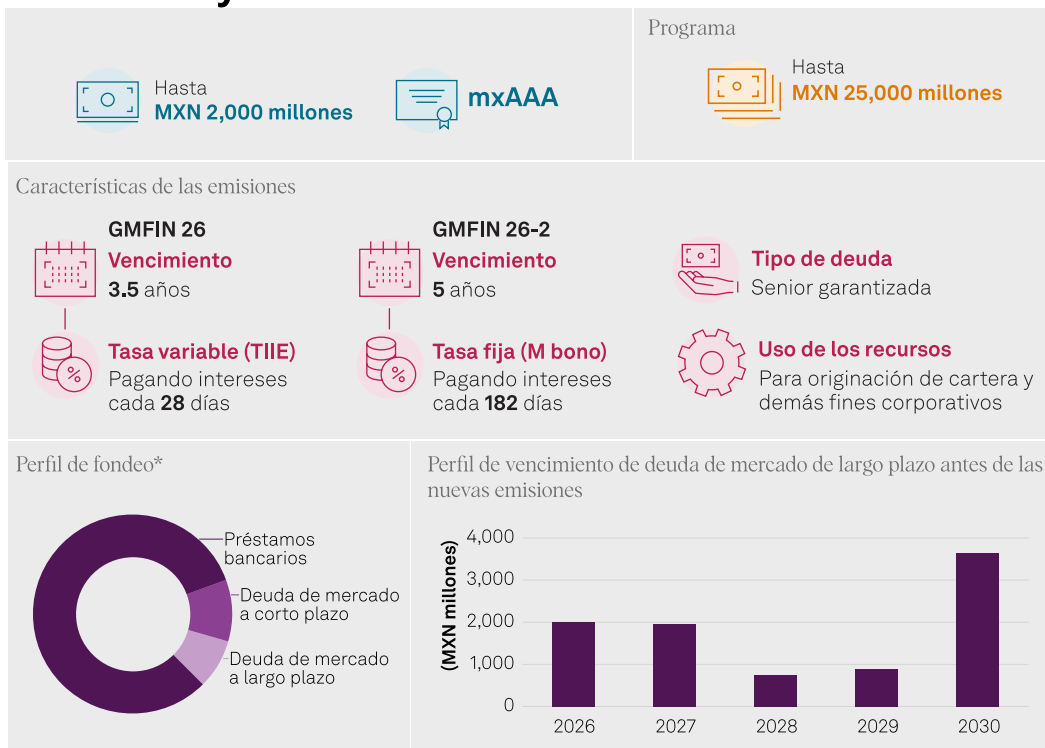 Programa
Hasta
MXN 2,000 millones
mxAAA
Hasta
MXN 25,000 millones
Características de las emisiones
GMFIN 26
Vencimiento
3.5 años
Tasa variable (TIIE)
Pagando intereses
cada 28 días
GMFIN 26-2
Vencimiento
5 años
Tasa fija (M bono)
Pagando intereses
cada 182 días
Tipo de deuda
Senior garantizada
Uso de los recursos
Para originación de cartera y
demás fines corporativos
Perfil de fondeo*
Préstamos
bancarios
Deuda de mercado
a corto plazo
Deuda de mercado
a largo plazo
Perfil de vencimiento de deuda de mercado de largo plazo antes de las
nuevas emisiones
(MXN millones)
4,000
3,000
2,000
1,000
0
2026
2027
2028
2029
2030